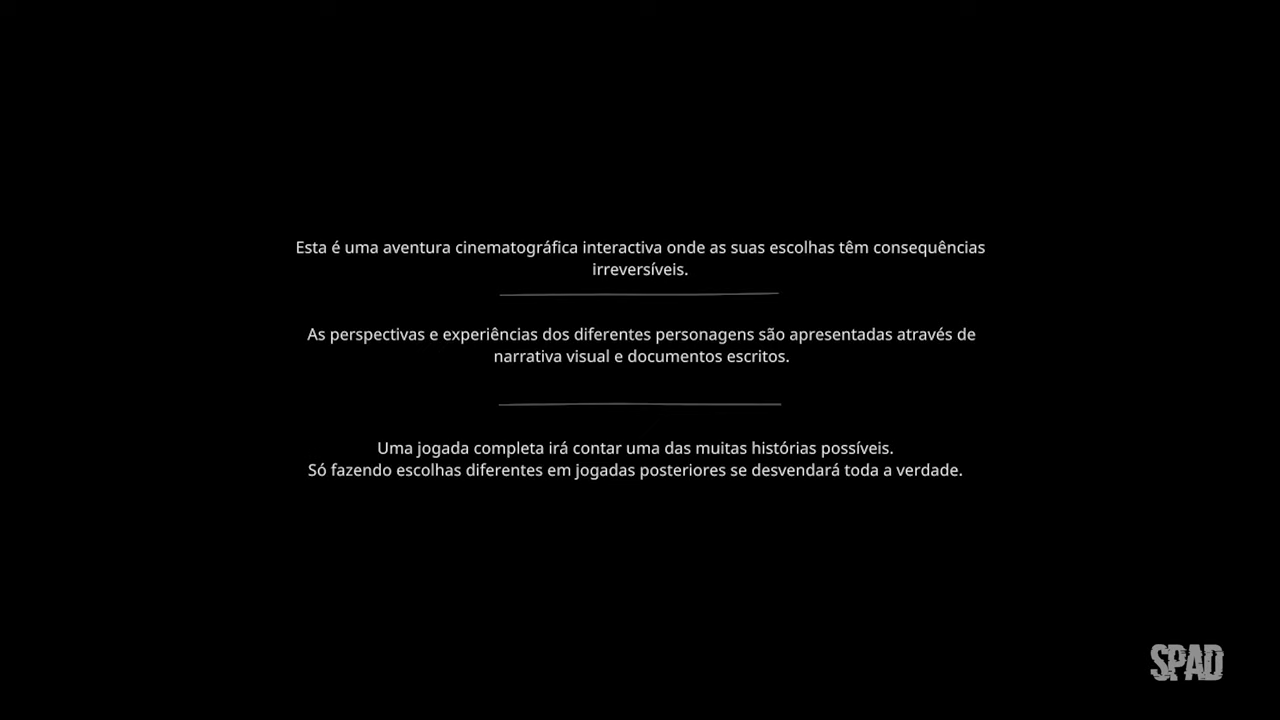 Esta é uma aventura cinematográfica interactiva onde as suas escolhas têm consequências
irreversíveis.
As perspectivas e experiências dos diferentes personagens são apresentadas através de
narrativa visual e documentos escritos.
Uma jogada completa irá contar uma das muitas histórias possíveis.
Só fazendo escolhas diferentes em jogadas posteriores se desvendará toda a verdade.
SPAD